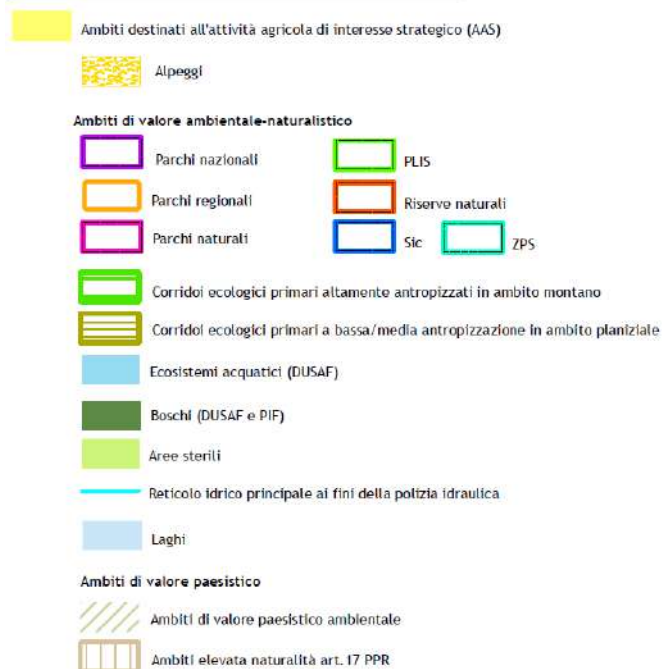 Ambiti destinati all'attività agricola di interesse strategico (AAS)
Alpeggi
Ambiti di valore ambientale-naturalistico
Parchi nazionali
PLIS
Parchi regionali
Riserve naturali
Parchi naturali
Sic
ZPS
Corridoi ecologici primari altamente antropizzati in ambito montano
Corridoi ecologici primari a bassa/media antropizzazione in ambito planiziale
Ecosistemi acquatici (DUSAF)
Boschi (DUSAF e PIF)
Aree sterili
Reticolo idrico principale ai fini della polizia idraulica
Laghi
Ambiti di valore paesistico
Ambiti di valore paesistico ambientale
Ambiti elevata naturalità art.17 PPR